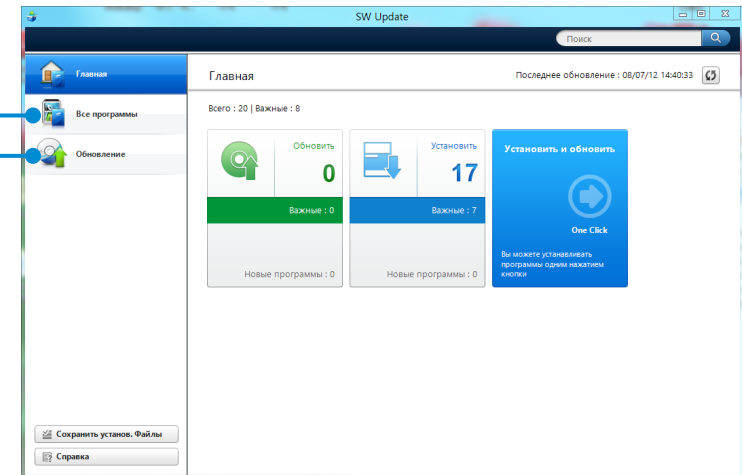 SW Update
Поиск
Главная
Все программы
Обновление
Главная
Последнее обновление : 08/07/12 14:40:33
Всего : 20 | Важные : 8
Обновить
0
Важные : 0
Новые программы : 0
Установить
17
Важные : 7
Новые программы : 0
Установить и обновить
One Click
Вы можете устанавливать
программы одним нажатием
кнопки
Сохранить установ. Файлы
Справка